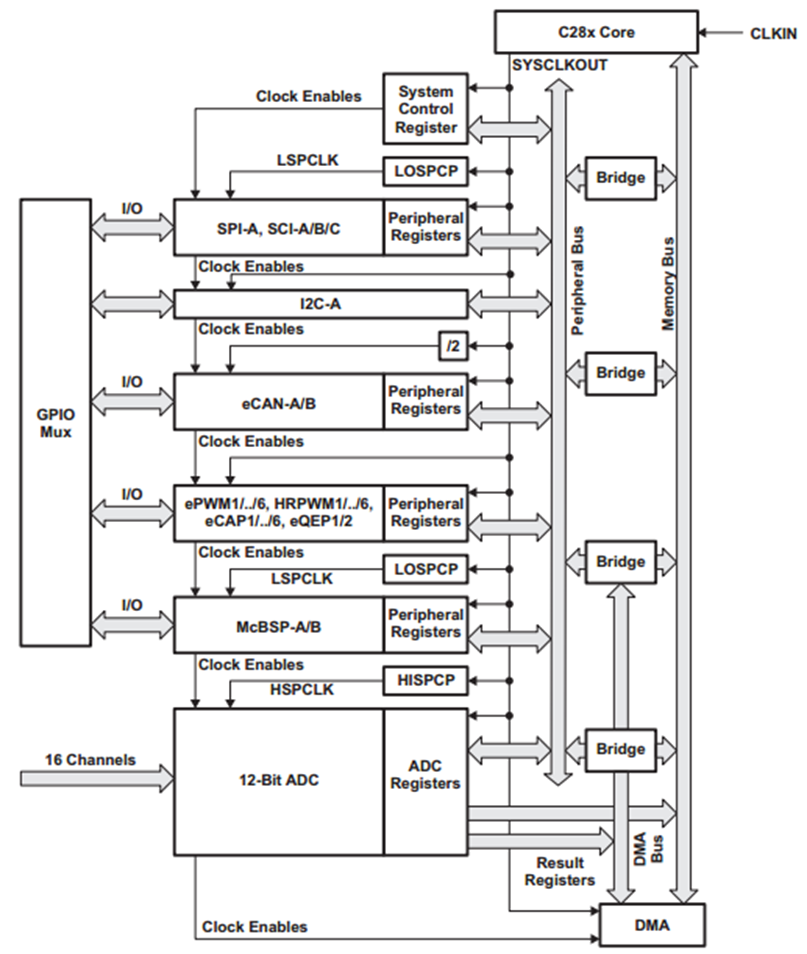 C28x Core
CLKIN
SYSCLKOUT
Clock Enables
System
Control
Register
LSPCLK
LOSPCP
Bridge
I/O
SPI-A, SCI-A/B/C
Peripheral
Registers
Clock Enables
I2C-A
Peripheral Bus
Memory Bus
Clock Enables
/2
Bridge
GPIO
Mux
I/O
eCAN-A/B
Peripheral
Registers
Clock Enables
I/O
ePWM1/../6, HRPWM1/../6,
eCAP1/../6, eQEP1/2
Peripheral
Registers
Clock Enables
LSPCLK
LOSPCP
Bridge
I/O
McBSP-A/B
Peripheral
Registers
Clock Enables
HSPCLK
HISPCP
16 Channels
12-Bit ADC
ADC
Registers
Bridge
Result
Registers
DMA
Bus
Clock Enables
DMA